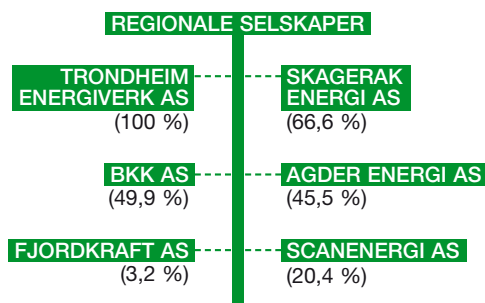 REGIONALE SELSKAPER
TRONDHEIM
ENERGIVERK AS
(100 %)
SKAGERAK
ENERGI AS
(66,6 %)
BKK AS
(49,9 %)
AGDER ENERGI AS
(45,5 %)
FJORDKRAFT AS
(3,2 %)
SCANENERGI AS
(20,4 %)